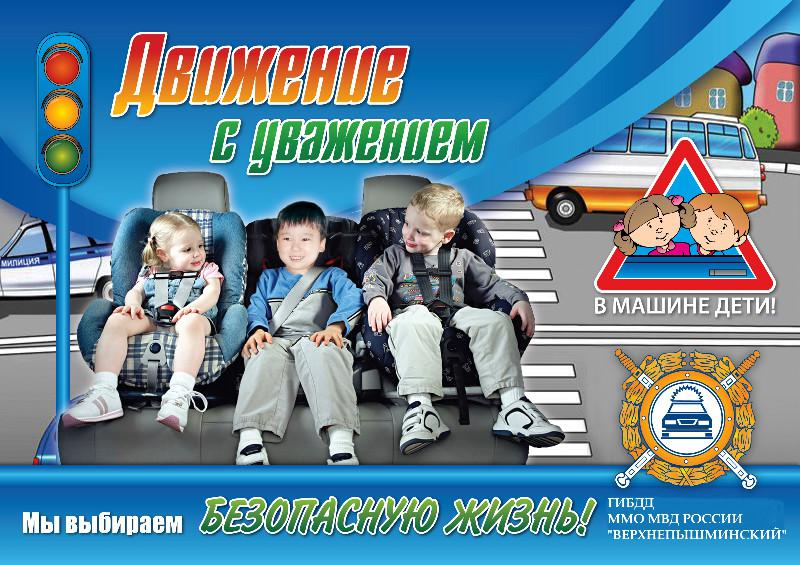 Движение
с уважением
МИЛИЦИЯ
В МАШИНЕ ДЕТИ!
Мы выбираем БЕЗОПАСНУЮ ЖИЗНЬ!
ГИБДД
ММО МВД РОССИИ
"ВЕРХНЕПЫШМИНСКИЙ"